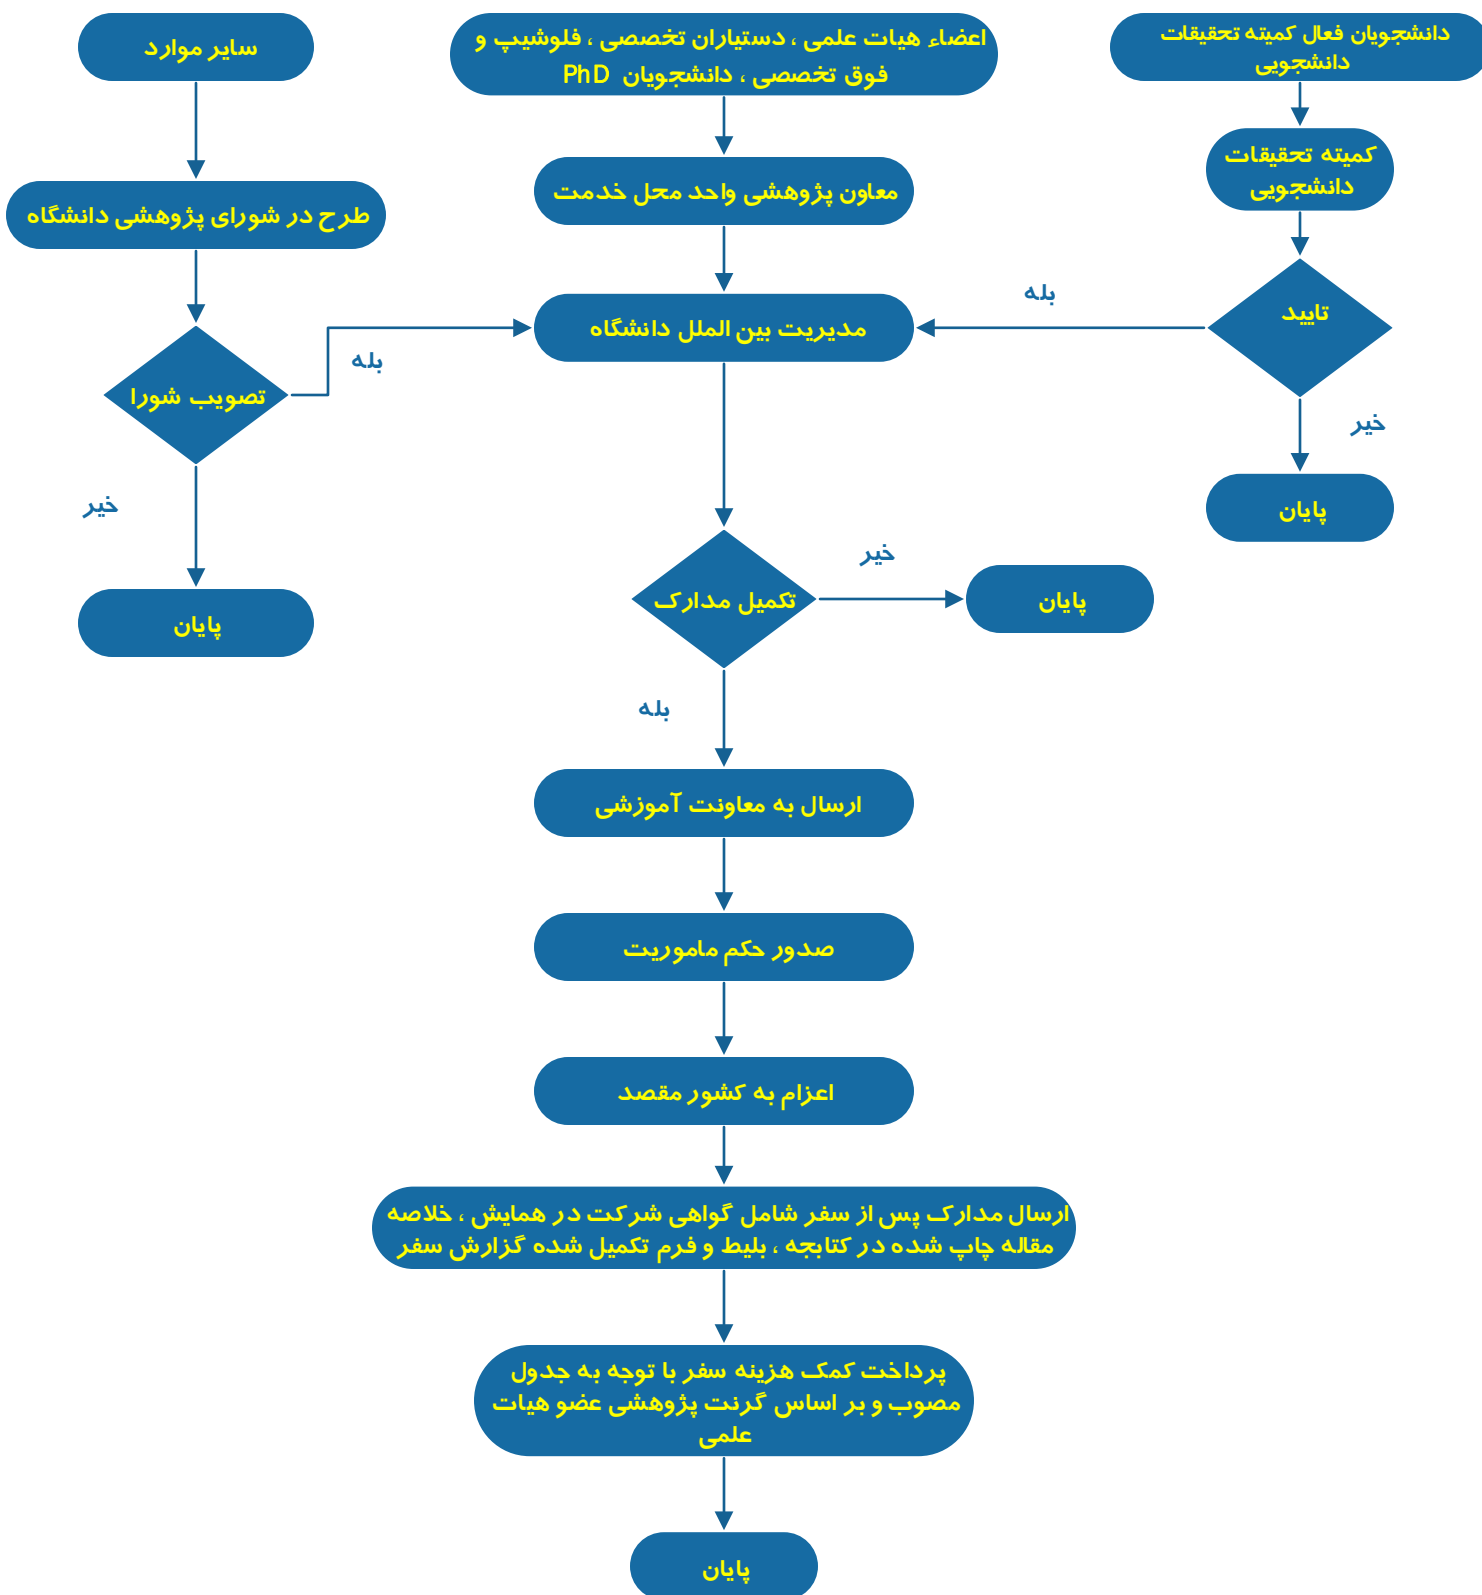 دانشجویان فعال کمیته تحقیقات
دانشجویی
کمیته تحقیقات
دانشجویی
تایید
بله
خیر
پایان
اعضاء هیات علمی ، دستیاران تخصصی ، فلوشیپ و
فوق تخصصی ، دانشجویان PhD
معاون پژوهشی واحد محل خدمت
مدیریت بین الملل دانشگاه
سایر موارد
طرح در شورای پژوهشی دانشگاه
تصویب شورا
بله
خیر
پایان
تکمیل مدارک
خیر
پایان
بله
ارسال به معاونت آموزشی
صدور حکم ماموریت
اعزام به کشور مقصد
ارسال مدارک پس از سفر شامل گواهی شرکت در همایش ، خلاصه
مقاله چاپ شده در کتابجه ، بلیط و فرم تکمیل شده گزارش سفر
پرداخت کمک هزینه سفر با توجه به جدول
مصوب و بر اساس گرنت پژوهشی عضو هیات
علمی
پایان